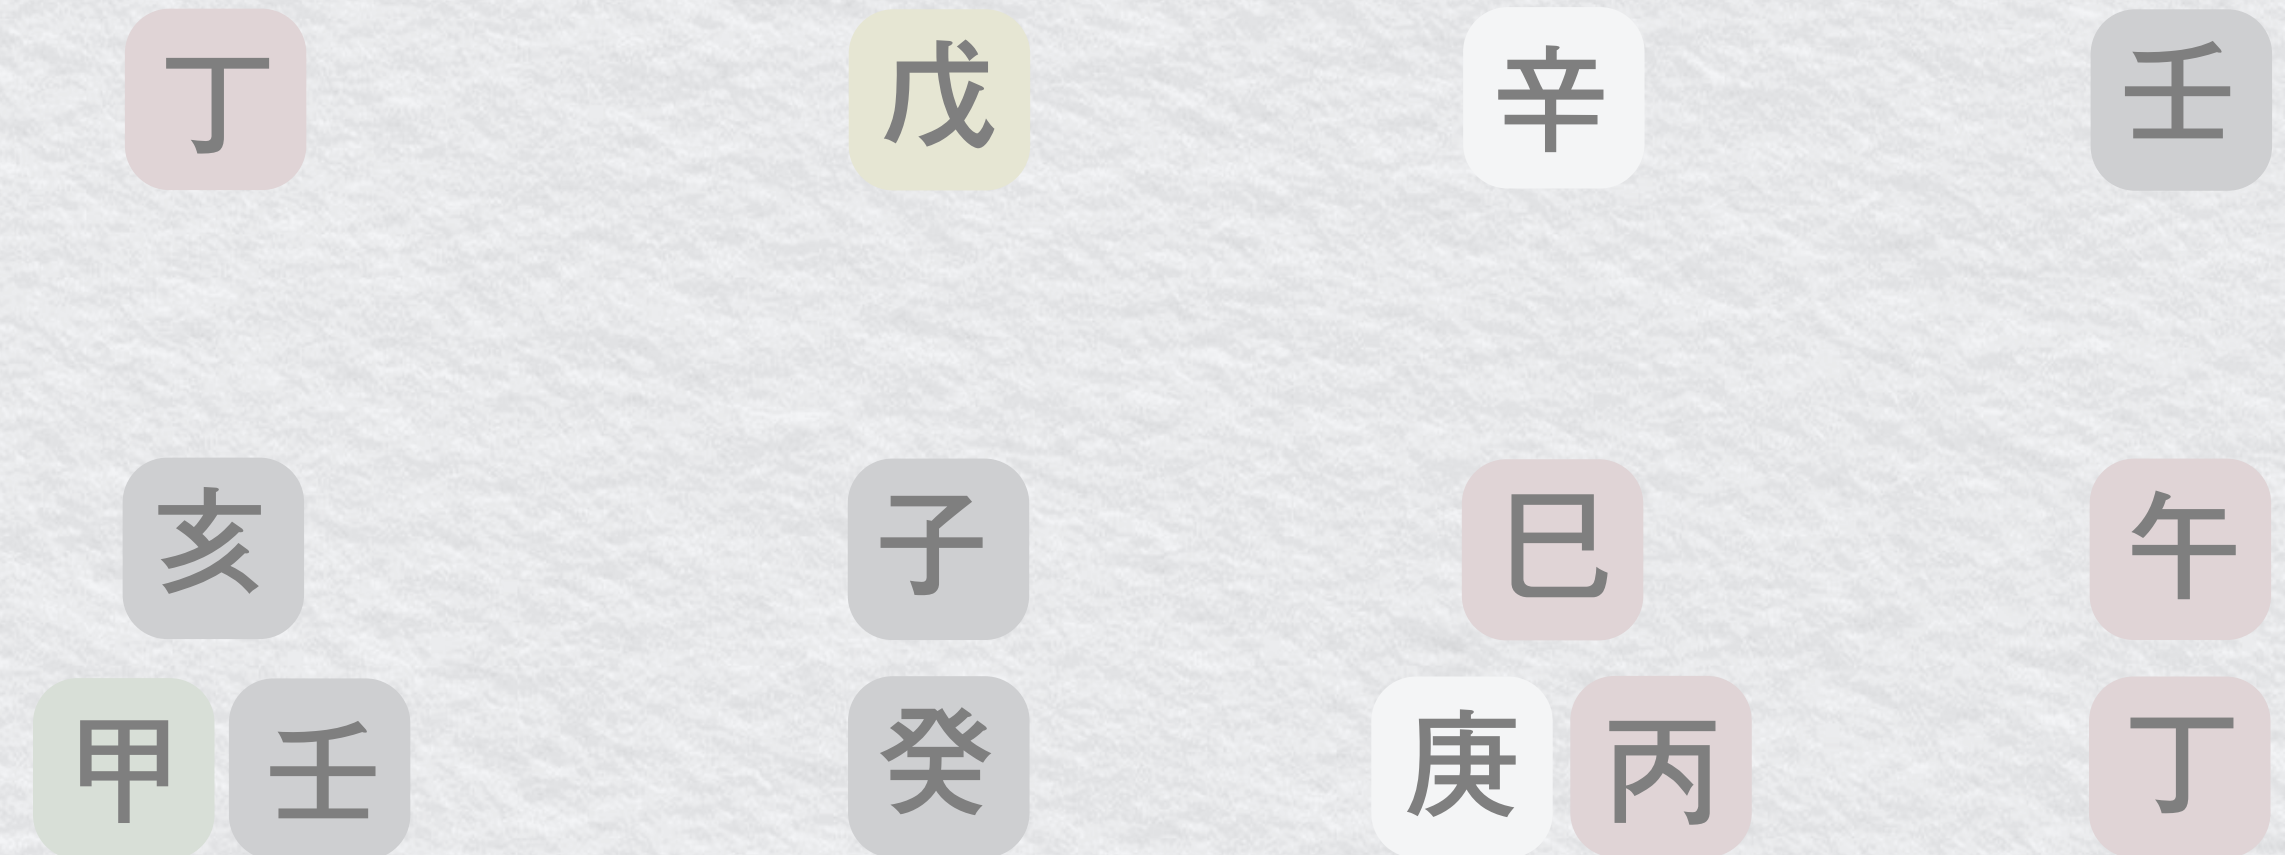 丁 戊 辛 壬
亥 子 巳 午
甲 壬 癸 庚 丙 丁